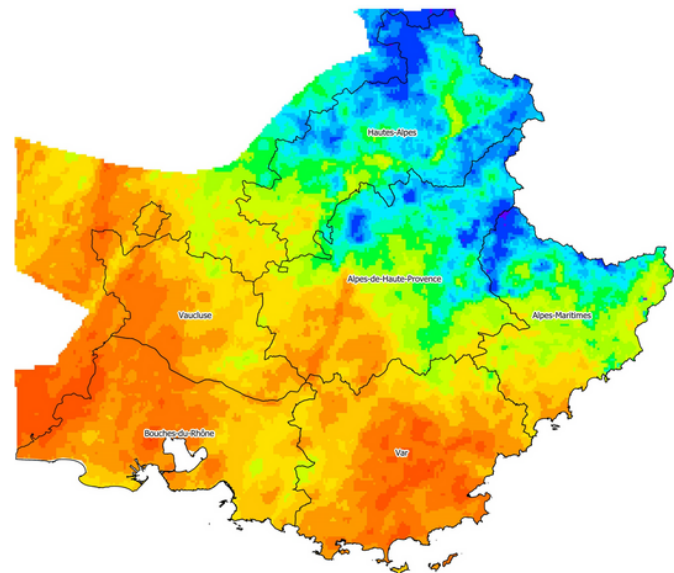 Hautes-Alpes
Alpes-de-Haute-Provence
Vaucluse
Alpes-Maritimes
Bouches-du-Rhône
Var